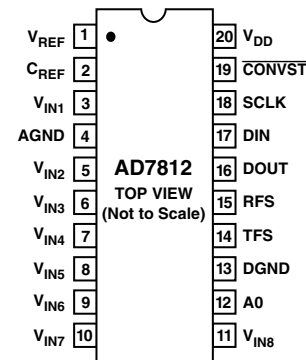 VREF 1 20 VDD
CREF 2 19 CONVST
VIN1 3 18 SCLK
AGND 4 17 DIN
VIN2 5 AD7812 16 DOUT
TOP VIEW
VIN3 6 (Not to Scale) 15 RFS
VIN4 7 14 TFS
VIN5 8 13 DGND
VIN6 9 12 A0
VIN7 10 11 VIN8